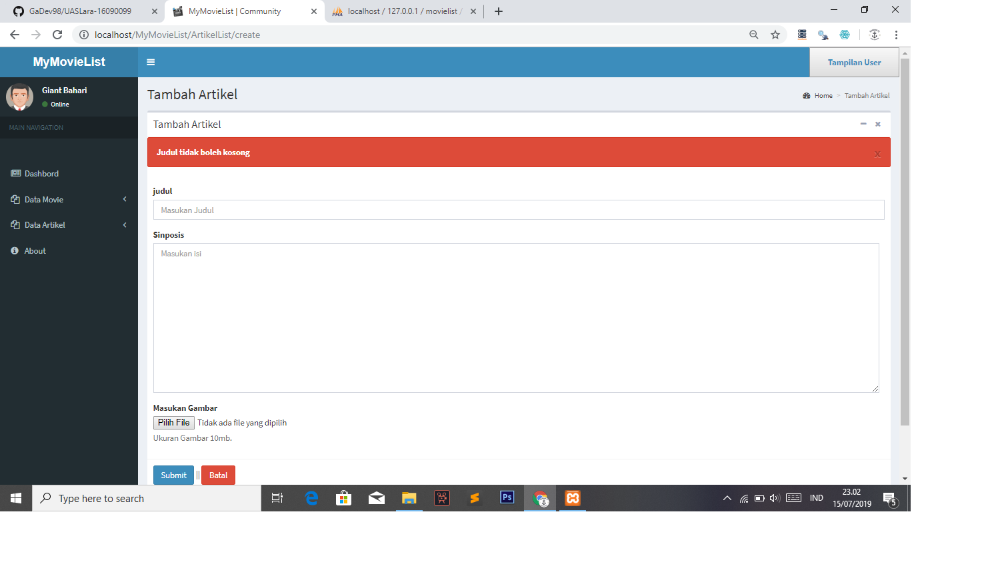 GaDev98/UASLara-16090099
MyMovieList | Community
localhost / 127.0.0.1 / movielist /
localhost/MyMovieList/ArtikelList/create
MyMovieList
Tampilan User
Giant Bahari
Online
MAIN NAVIGATION
Dashbord
Data Movie
Data Artikel
About
Tambah Artikel
Home > Tambah Artikel
Tambah Artikel
Judul tidak boleh kosong
x
judul
Masukan Judul
Sinposis
Masukan isi
Masukan Gambar
Pilih File Tidak ada file yang dipilih
Ukuran Gambar 10mb.
Submit || Batal
Type here to search
Ps
IND
23.02
15/07/2019
5